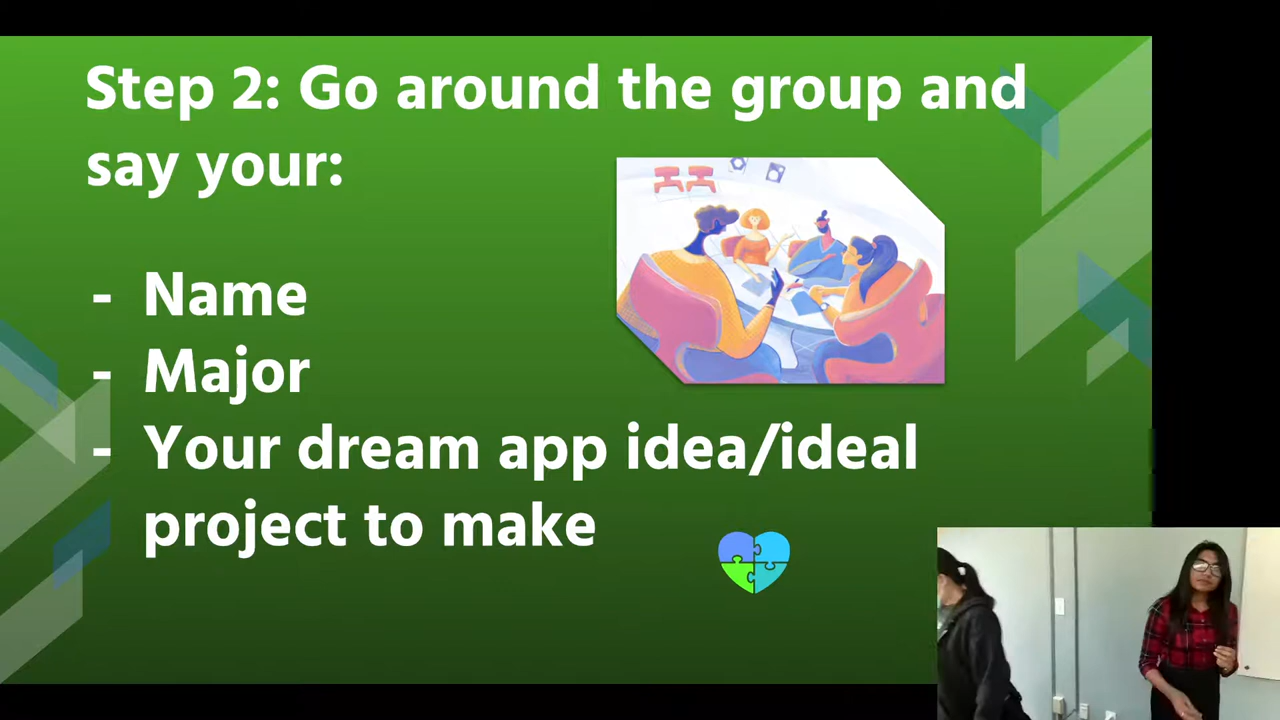 Step 2: Go around the group and
say your:
- Name
- Major
- Your dream app idea/ideal
project to make